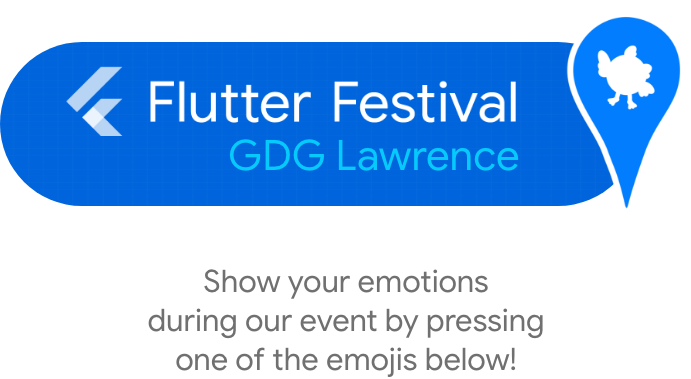 Flutter Festival
GDG Lawrence
Show your emotions
during our event by pressing
one of the emojis below!